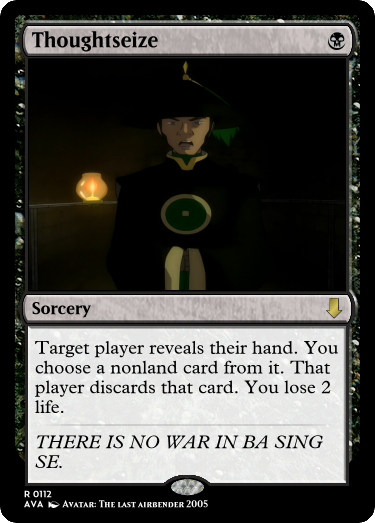 Thoughtseize
Sorcery
Target player reveals their hand. You
choose a nonland card from it. That
player discards that card. You lose 2
life.
THERE IS NO WAR IN BA SING
SE.
R 0112
AVA Avatar: The last airbender 2005